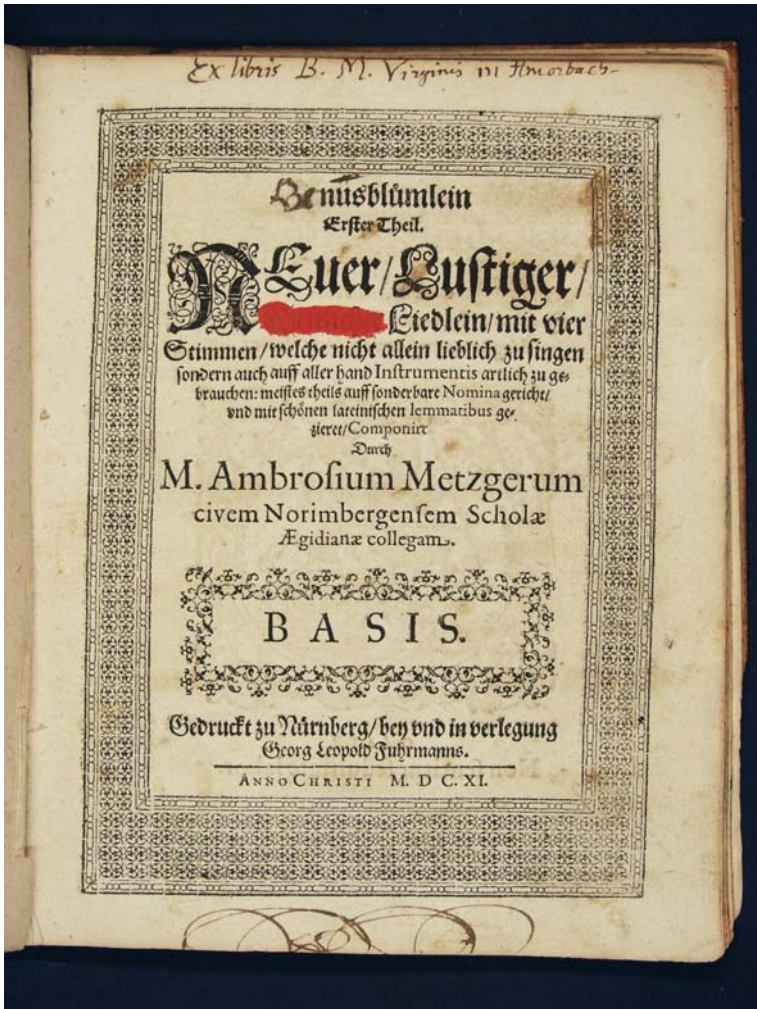 Ex libris B. M. Virginis in Amorbach.
Venusblümlein
Erster Theil.
NEuer/Lustiger/
Liedlein/mit vier
Stimmen/welche nicht allein lieblich zu singen
sondern auch auff aller hand Instrumentis artlich zu ge-
brauchen: meistes theils auff sonderbare Nomina gericht/
vnd mit schönen lateinischen lemmatibus ge-
zieret/Componirt
Durch
M. Ambrosium Metzgerum
civem Norimbergensem Scholæ
Ægidianæ collegam.
BASIS.
Gedruckt zu Nürnberg/bey vnd in verlegung
Georg Leopold Fuhrmanns.
ANNO CHRISTI M. D C. XI.